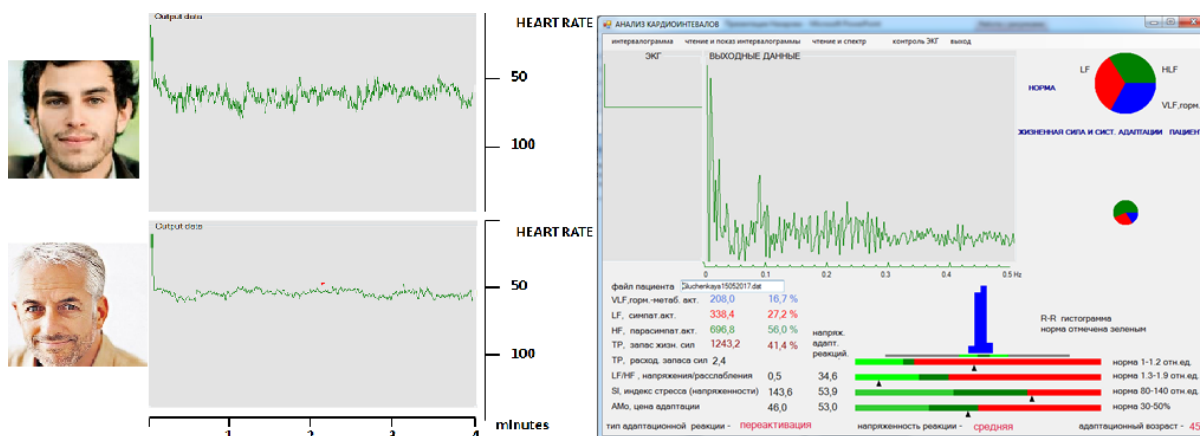 Output data
HEART RATE
50
100
Output data
HEART RATE
50
100
1 2 3 4 minutes
АНАЛИЗ КАРДИОИНТЕВАЛОВ
интервалограмма чтение и показ интервалограммы чтение и спектр контроль ЭКГ выход
ЭКГ ВЫХОДНЫЕ ДАННЫЕ
LF HLF
НОРМА
VLF,горм.
ЖИЗНЕННАЯ СИЛА И СИСТ. АДАПТАЦИИ ПАЦИЕН
0 0.1 0.2 0.3 0.4 0.5 Hz
файл пациента Gluchenkaya15052017.dat
VLF,горм.-метаб. акт. 208,0 16,7 %
LF, симпат.акт. 338,4 27,2 %
HF, парасимпат.акт. 696,8 56,0 %
TP, запас жизн. сил 1243,2 41,4 %
напряж. адапт. реакций.
R-R гистограмма
норма отмечена зеленым
TP, расход. запаса сил 2,4 норма 1-1.2 отн.ед.
LF/HF , напряжения/расслабления 0,5 34,6 норма 1.3-1.9 отн.ед.
SI, индекс стресса (напряженности) 143,6 53,9 норма 80-140 отн.ед.
AMo, цена адаптации 46,0 53,0 норма 30-50%
тип адаптационной реакции - переактивация напряженность реакции - средняя адаптационный возраст - 45